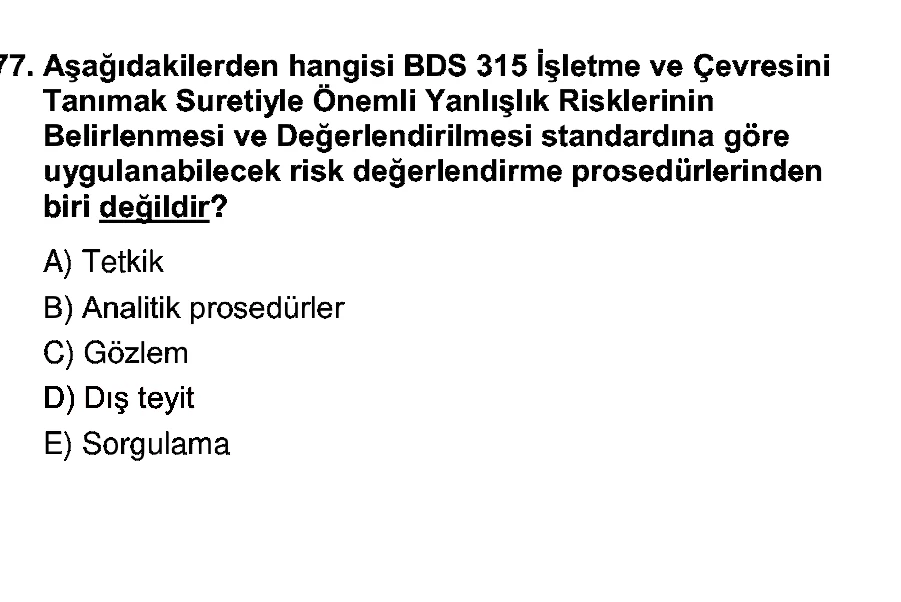 77. Aşağıdakilerden hangisi BDS 315 İşletme ve Çevresini
Tanımak Suretiyle Önemli Yanlışlık Risklerinin
Belirlenmesi ve Değerlendirilmesi standardına göre
uygulanabilecek risk değerlendirme prosedürlerinden
biri değildir?
A) Tetkik
B) Analitik prosedürler
C) Gözlem
D) Dış teyit
E) Sorgulama